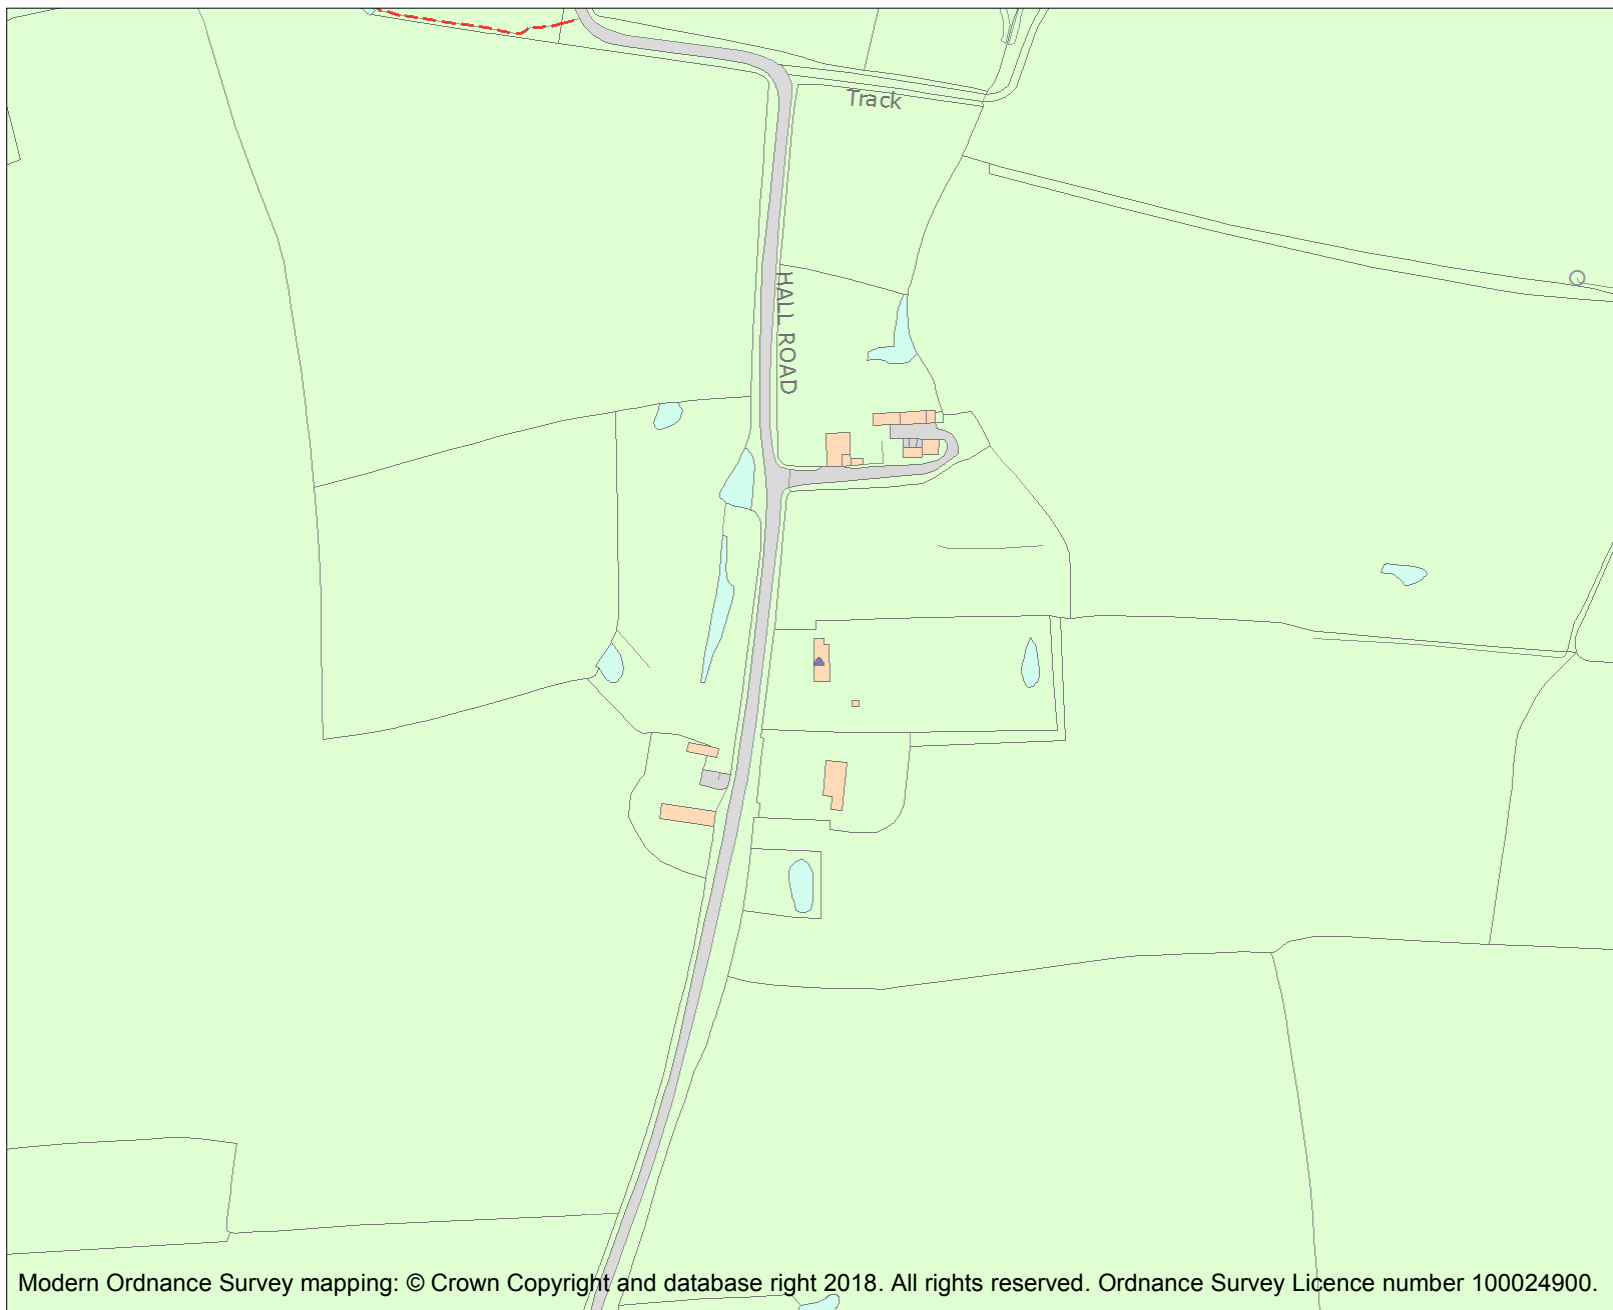 Track
HALL ROAD
Modern Ordnance Survey mapping: © Crown Copyright and database right 2018. All rights reserved. Ordnance Survey Licence number 100024900.